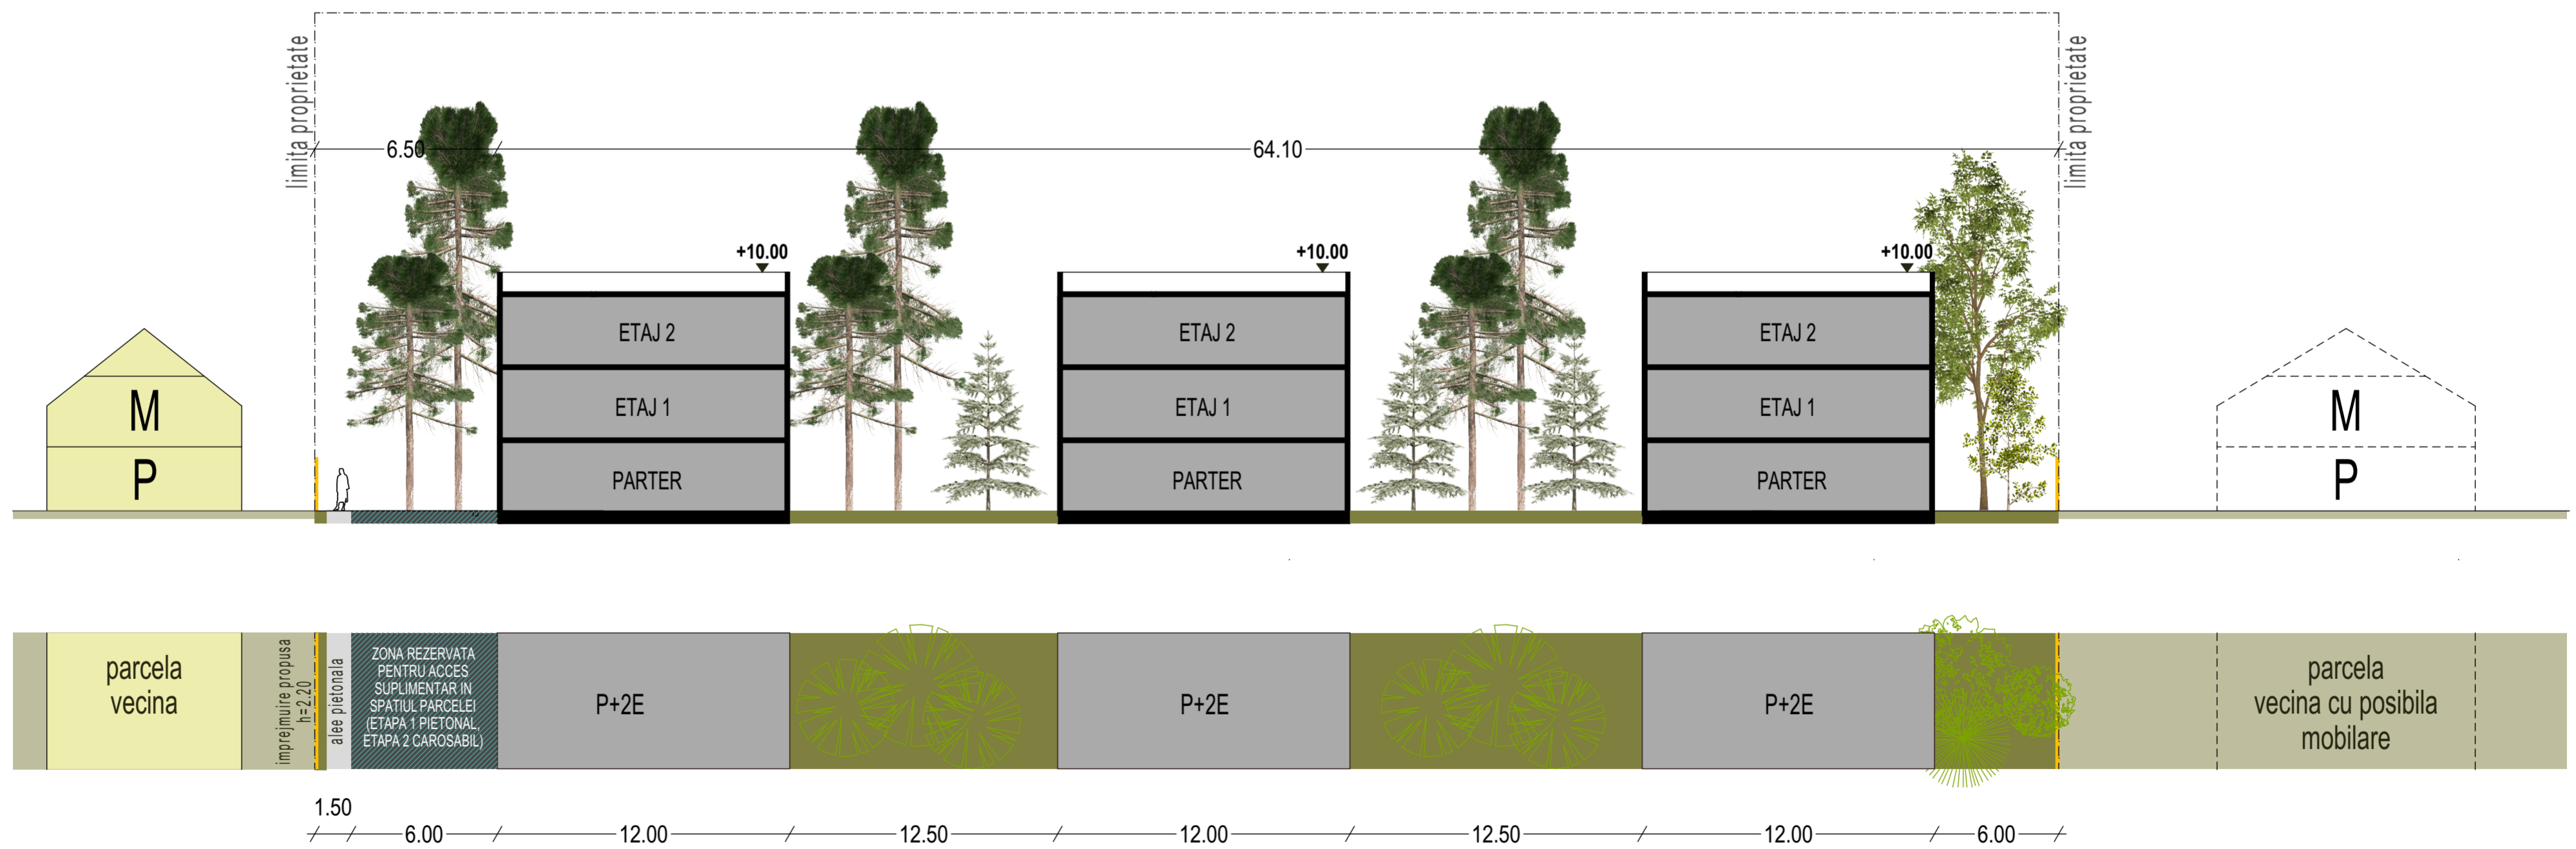 limita proprietate
limita proprietate
6.50
64.10
+10.00
+10.00
+10.00
ETAJ 2
ETAJ 2
ETAJ 2
M
ETAJ 1
ETAJ 1
ETAJ 1
M
P
PARTER
PARTER
PARTER
P
parcela
vecina
imprejmuire propusa
h=2.20
alee pietonala
ZONA REZERVATA
PENTRU ACCES
SUPLIMENTAR IN
SPATIUL PARCELEI
(ETAPA 1 PIETONAL,
ETAPA 2 CAROSABIL)
P+2E
P+2E
P+2E
parcela
vecina cu posibila
mobilare
1.50
6.00
12.00
12.50
12.00
12.50
12.00
6.00